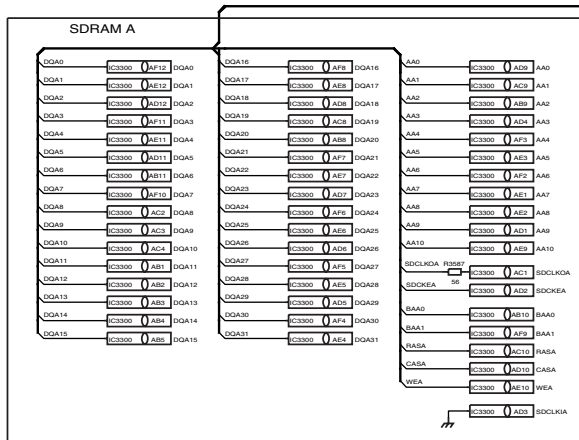 SDRAM A
DQA0 IC3300 AF12 DQA0 DQA16 IC3300 AF8 DQA16 AA0 IC3300 AD9 AA0
DQA1 IC3300 AE12 DQA1 DQA17 IC3300 AE8 DQA17 AA1 IC3300 AC9 AA1
DQA2 IC3300 AD12 DQA2 DQA18 IC3300 AD8 DQA18 AA2 IC3300 AB9 AA2
DQA3 IC3300 AF11 DQA3 DQA19 IC3300 AC8 DQA19 AA3 IC3300 AD4 AA3
DQA4 IC3300 AE11 DQA4 DQA20 IC3300 AB8 DQA20 AA4 IC3300 AF3 AA4
DQA5 IC3300 AD11 DQA5 DQA21 IC3300 AF7 DQA21 AA5 IC3300 AE3 AA5
DQA6 IC3300 AB11 DQA6 DQA22 IC3300 AE7 DQA22 AA6 IC3300 AF2 AA6
DQA7 IC3300 AF10 DQA7 DQA23 IC3300 AD7 DQA23 AA7 IC3300 AE1 AA7
DQA8 IC3300 AC2 DQA8 DQA24 IC3300 AF6 DQA24 AA8 IC3300 AE2 AA8
DQA9 IC3300 AC3 DQA9 DQA25 IC3300 AE6 DQA25 AA9 IC3300 AD1 AA9
DQA10 IC3300 AC4 DQA10 DQA26 IC3300 AD6 DQA26 AA10 IC3300 AE9 AA10
DQA11 IC3300 AB1 DQA11 DQA27 IC3300 AF5 DQA27 SDCLKOA R3587 56 IC3300 AC1 SDCLKOA
DQA12 IC3300 AB2 DQA12 DQA28 IC3300 AE5 DQA28 SDCKEA IC3300 AD2 SDCKEA
DQA13 IC3300 AB3 DQA13 DQA29 IC3300 AD5 DQA29 BAA0 IC3300 AB10 BAA0
DQA14 IC3300 AB4 DQA14 DQA30 IC3300 AF4 DQA30 BAA1 IC3300 AF9 BAA1
DQA15 IC3300 AB5 DQA15 DQA31 IC3300 AE4 DQA31 RASA IC3300 AC10 RASA
CASA IC3300 AD10 CASA
WEA IC3300 AE10 WEA
IC3300 AD3 SDCLKIA